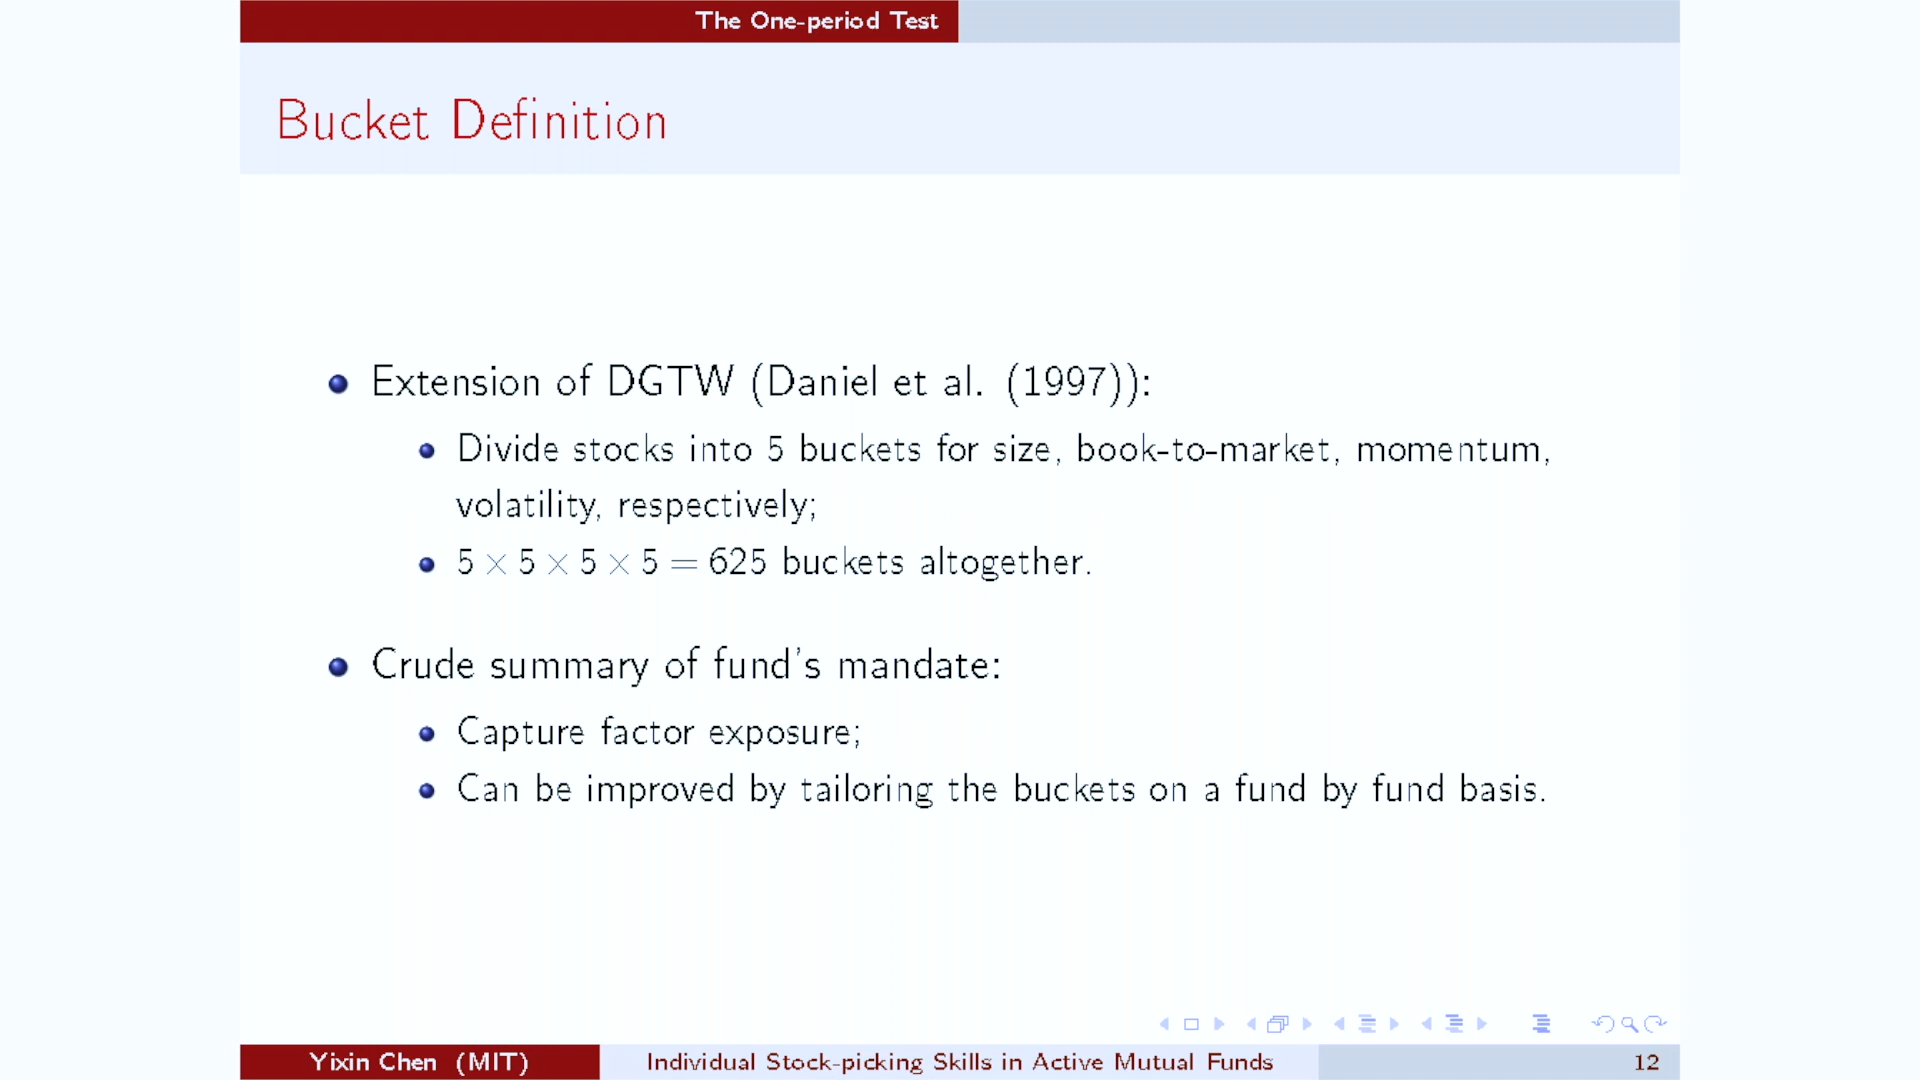 The One-period Test
Bucket Definition
Extension of DGTW (Daniel et al. (1997)):
Divide stocks into 5 buckets for size, book-to-market, momentum,
volatility, respectively;
5 × 5 × 5 × 5 = 625 buckets altogether.
Crude summary of fund's mandate:
Capture factor exposure;
Can be improved by tailoring the buckets on a fund by fund basis.
Yixin Chen (MIT)
Individual Stock-picking Skills in Active Mutual Funds
12